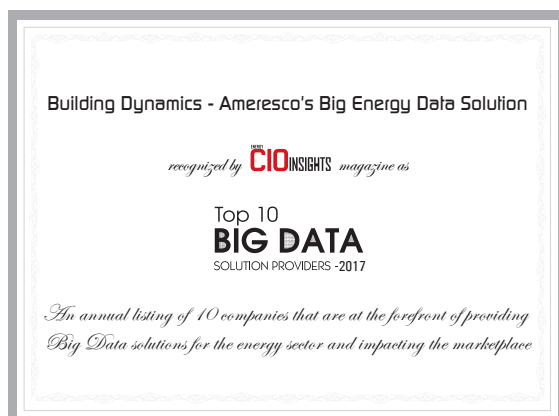 Building Dynamics - Ameresco's Big Energy Data Solution
recognized by ENERGY CIOINSIGHTS magazine as
Top 10
BIG DATA
SOLUTION PROVIDERS -2017
An annual listing of 10 companies that are at the forefront of providing
Big Data solutions for the energy sector and impacting the marketplace